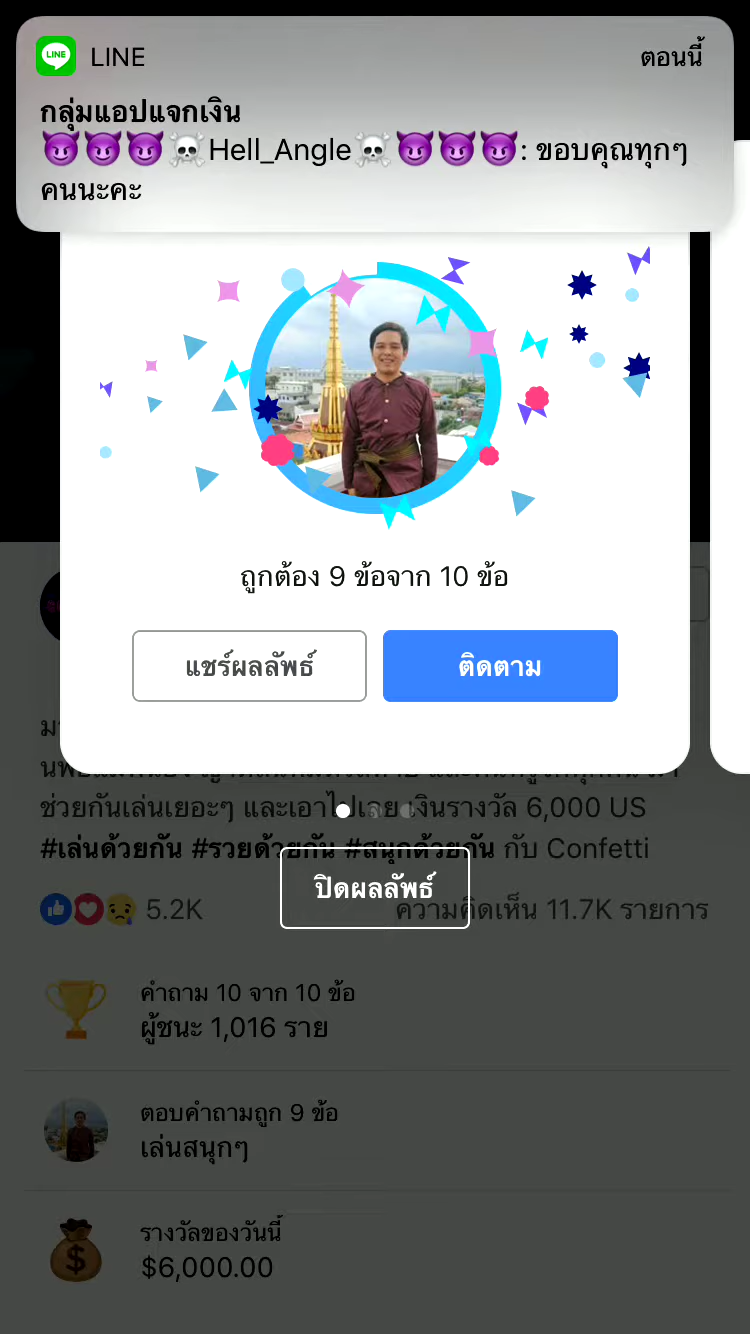 LINE
ตอนนี้
กลุ่มแอปแจกเงิน
😈😈😈☠️Hell_Angle☠️😈😈😈: ขอบคุณทุกๆ
คนนะคะ
ถูกต้อง 9 ข้อจาก 10 ข้อ
แชร์ผลลัพธ์
ติดตาม
ช่วยกันเล่นเยอะๆ และเอาไปเลย เงินรางวัล 6,000 US
#เล่นด้วยกัน #รวยด้วยกัน #สนุกด้วยกัน กับ Confetti
ปิดผลลัพธ์
5.2K
ความคิดเห็น 11.7K รายการ
คำถาม 10 จาก 10 ข้อ
ผู้ชนะ 1,016 ราย
ตอบคำถามถูก 9 ข้อ
เล่นสนุกๆ
รางวัลของวันนี้
$6,000.00